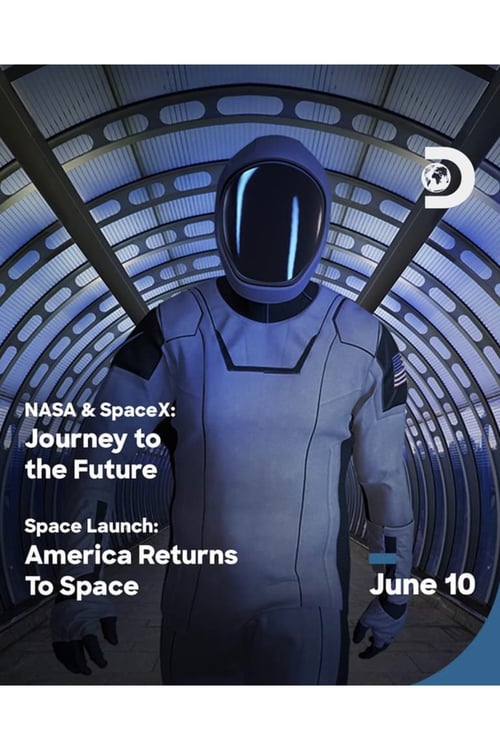 NASA & SpaceX:
Journey to
the Future
Space Launch:
America Returns
To Space
June 10